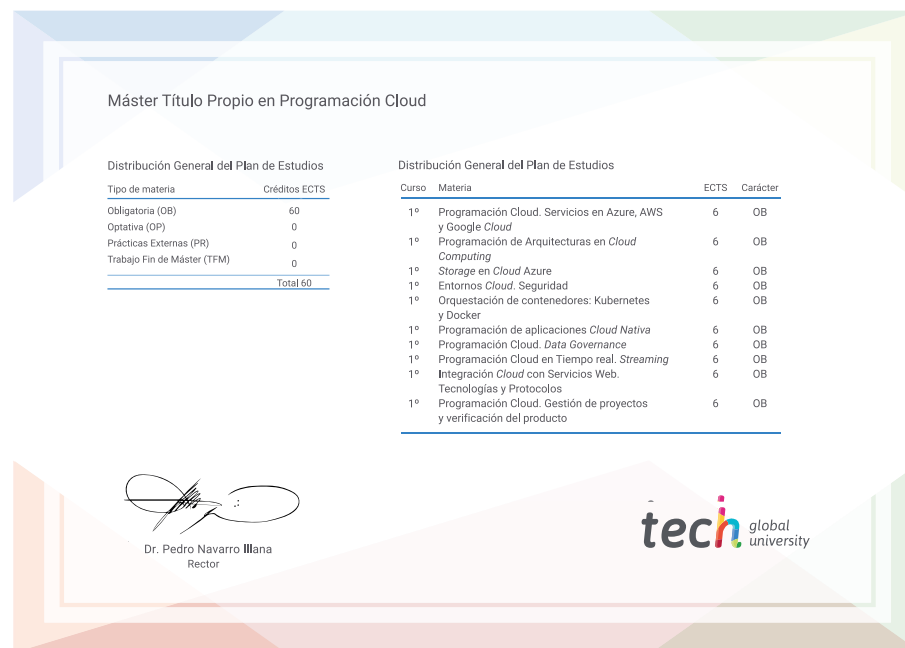 Máster Título Propio en Programación Cloud
Distribución General del Plan de Estudios
Tipo de materia Créditos ECTS
Obligatoria (OB) 60
Optativa (OP) 0
Prácticas Externas (PR) 0
Trabajo Fin de Máster (TFM) 0
Total 60
Distribución General del Plan de Estudios
Curso Materia ECTS Carácter
1º Programación Cloud. Servicios en Azure, AWS 6 OB
y Google Cloud
1º Programación de Arquitecturas en Cloud 6 OB
Computing
1º Storage en Cloud Azure 6 OB
1º Entornos Cloud. Seguridad 6 OB
1º Orquestación de contenedores: Kubernetes 6 OB
y Docker
1º Programación de aplicaciones Cloud Nativa 6 OB
1º Programación Cloud. Data Governance 6 OB
1º Programación Cloud en Tiempo real. Streaming 6 OB
1º Integración Cloud con Servicios Web. 6 OB
Tecnologías y Protocolos
1º Programación Cloud. Gestión de proyectos 6 OB
y verificación del producto
Dr. Pedro Navarro Illana
Rector
tech global
university